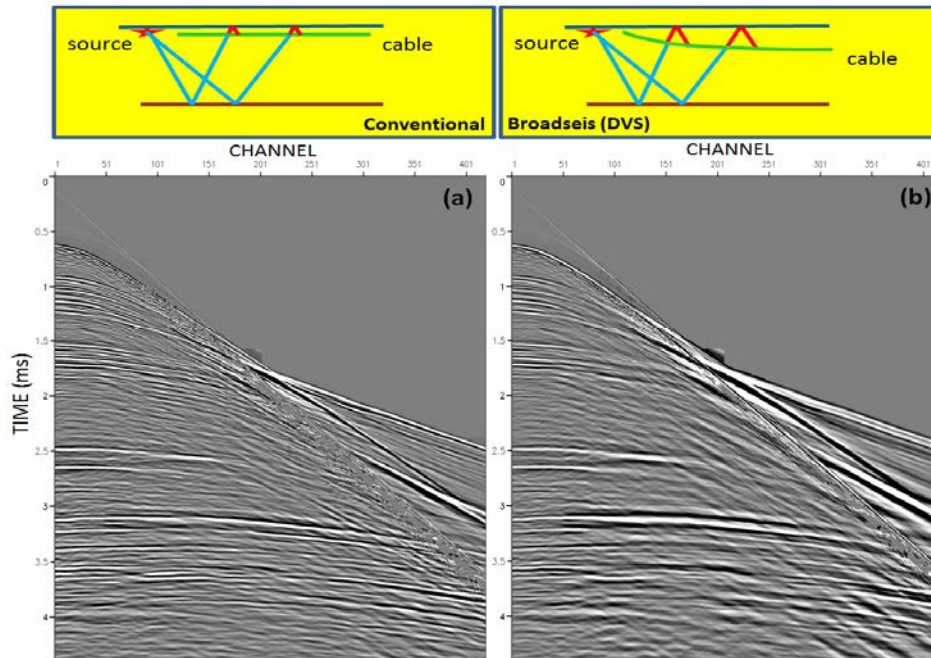 source
cable
Conventional
source
cable
Broadseis (DVS)
CHANNEL
1 51 101 151 201 251 301 351 401
CHANNEL
1 51 101 151 201 251 301 351 401
TIME (ms)
0
0.5
1
1.5
2
2.5
3
3.5
4
(a)
0
0.5
1
1.5
2
2.5
3
3.5
4
(b)